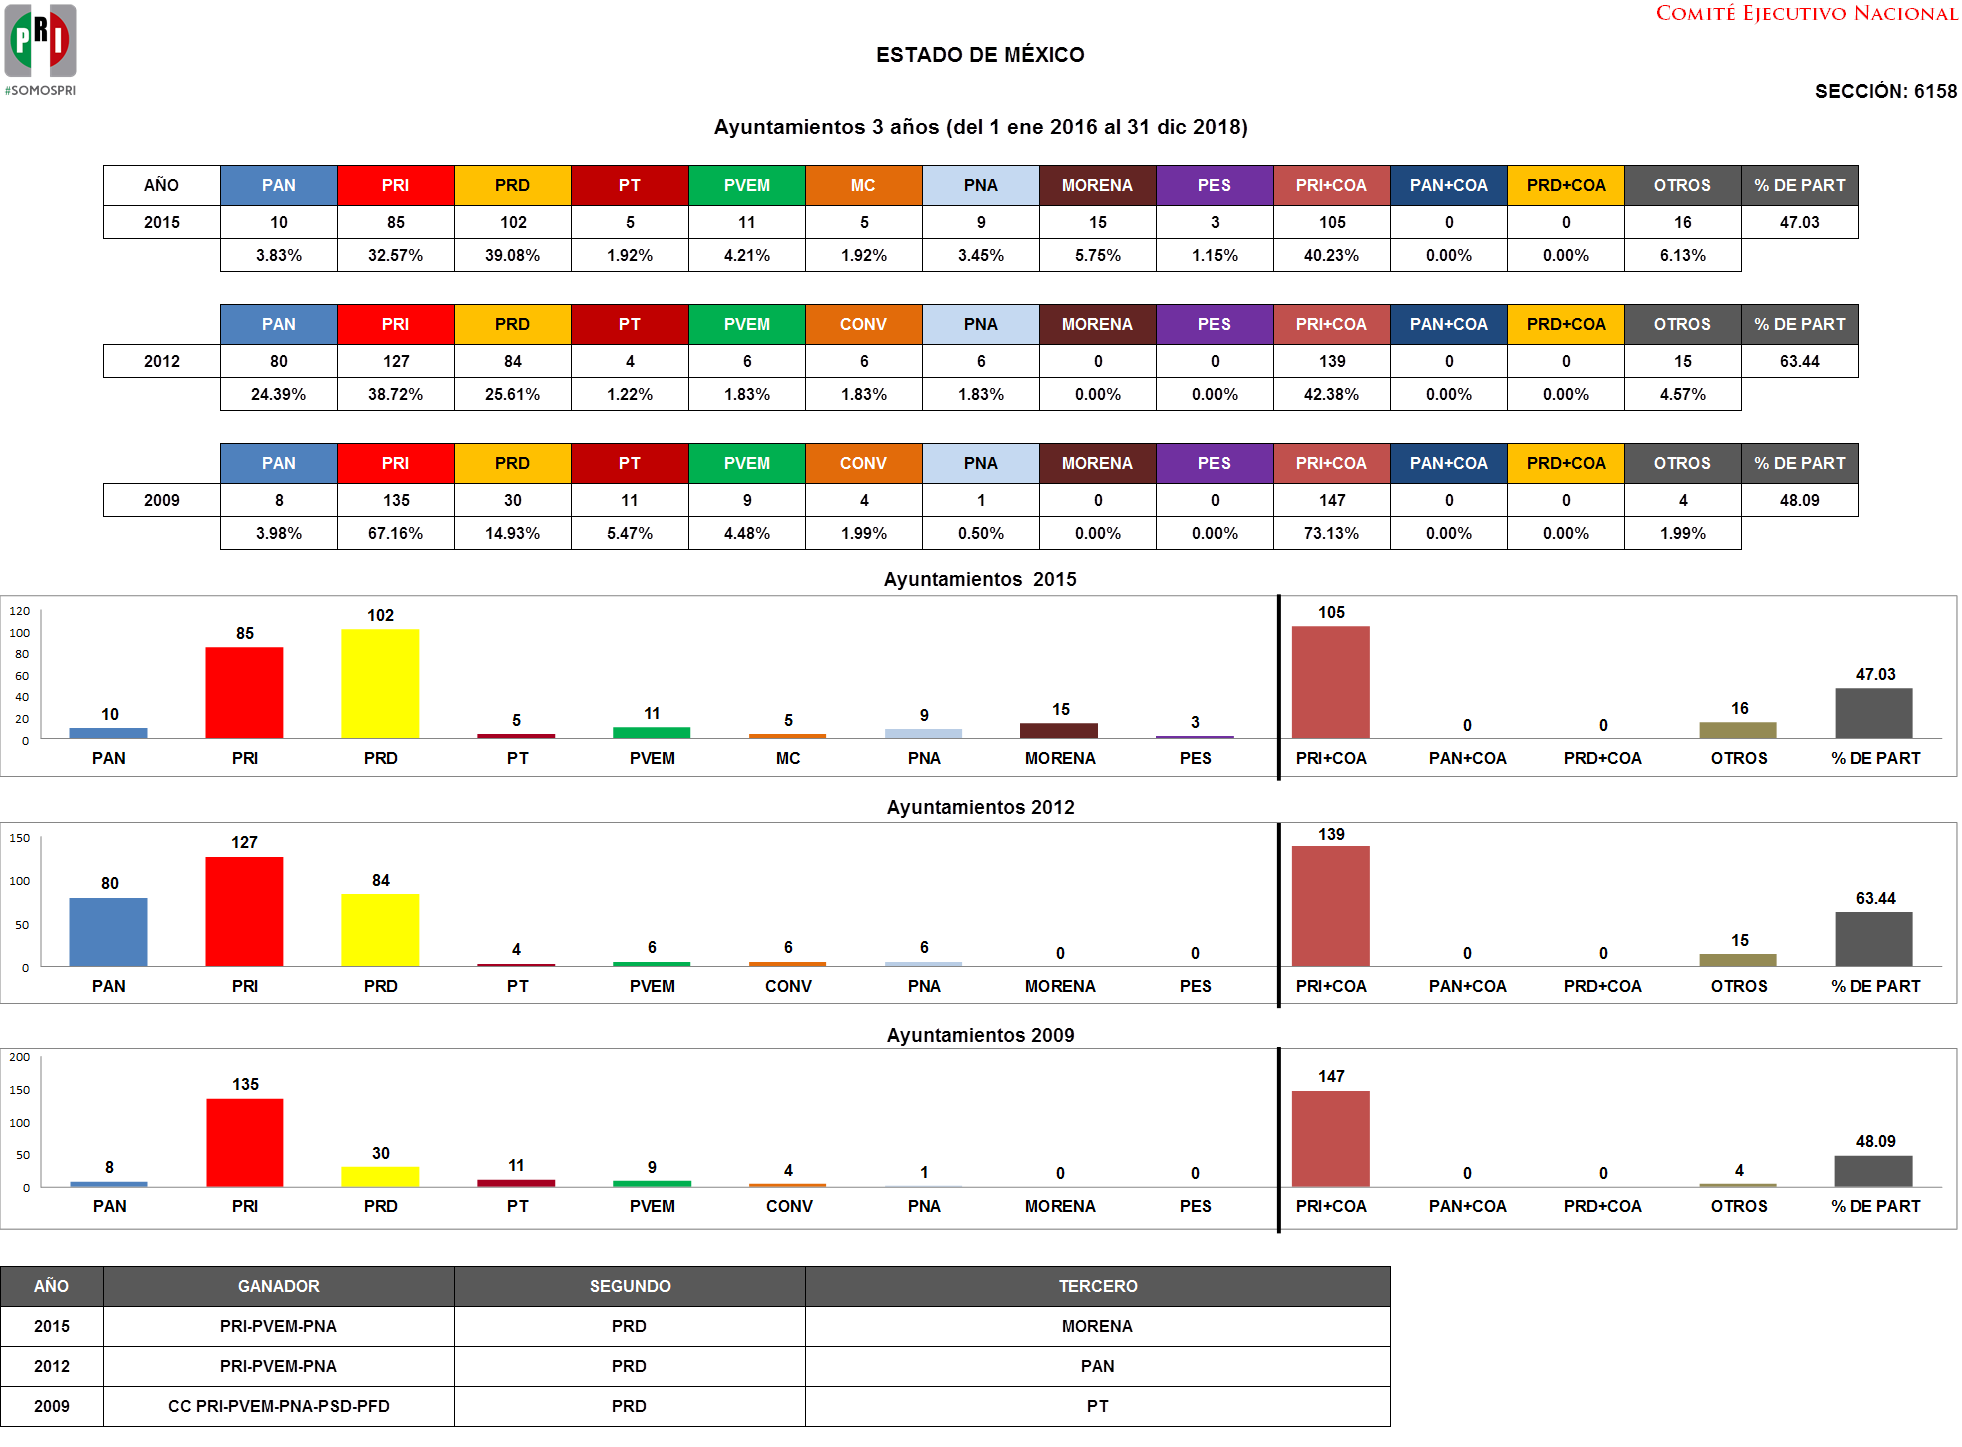 PRI
#SOMOSPRI
COMITÉ EJECUTIVO NACIONAL
ESTADO DE MÉXICO
SECCIÓN: 6158
Ayuntamientos 3 años (del 1 ene 2016 al 31 dic 2018)
AÑO PAN PRI PRD PT PVEM MC PNA MORENA PES PRI+COA PAN+COA PRD+COA OTROS % DE PART
2015 10 85 102 5 11 5 9 15 3 105 0 0 16 47.03
3.83% 32.57% 39.08% 1.92% 4.21% 1.92% 3.45% 5.75% 1.15% 40.23% 0.00% 0.00% 6.13%
PAN PRI PRD PT PVEM CONV PNA MORENA PES PRI+COA PAN+COA PRD+COA OTROS % DE PART
2012 80 127 84 4 6 6 6 0 0 139 0 0 15 63.44
24.39% 38.72% 25.61% 1.22% 1.83% 1.83% 1.83% 0.00% 0.00% 42.38% 0.00% 0.00% 4.57%
PAN PRI PRD PT PVEM CONV PNA MORENA PES PRI+COA PAN+COA PRD+COA OTROS % DE PART
2009 8 135 30 11 9 4 1 0 0 147 0 0 4 48.09
3.98% 67.16% 14.93% 5.47% 4.48% 1.99% 0.50% 0.00% 0.00% 73.13% 0.00% 0.00% 1.99%
Ayuntamientos 2015
120
100
80
60
40
20
0
10 85 102 5 11 5 9 15 3 105 0 0 16 47.03
PAN PRI PRD PT PVEM MC PNA MORENA PES PRI+COA PAN+COA PRD+COA OTROS % DE PART
Ayuntamientos 2012
150
100
50
0
80 127 84 4 6 6 6 0 0 139 0 0 15 63.44
PAN PRI PRD PT PVEM CONV PNA MORENA PES PRI+COA PAN+COA PRD+COA OTROS % DE PART
Ayuntamientos 2009
200
150
100
50
0
8 135 30 11 9 4 1 0 0 147 0 0 4 48.09
PAN PRI PRD PT PVEM CONV PNA MORENA PES PRI+COA PAN+COA PRD+COA OTROS % DE PART
AÑO GANADOR SEGUNDO TERCERO
2015 PRI-PVEM-PNA PRD MORENA
2012 PRI-PVEM-PNA PRD PAN
2009 CC PRI-PVEM-PNA-PSD-PFD PRD PT